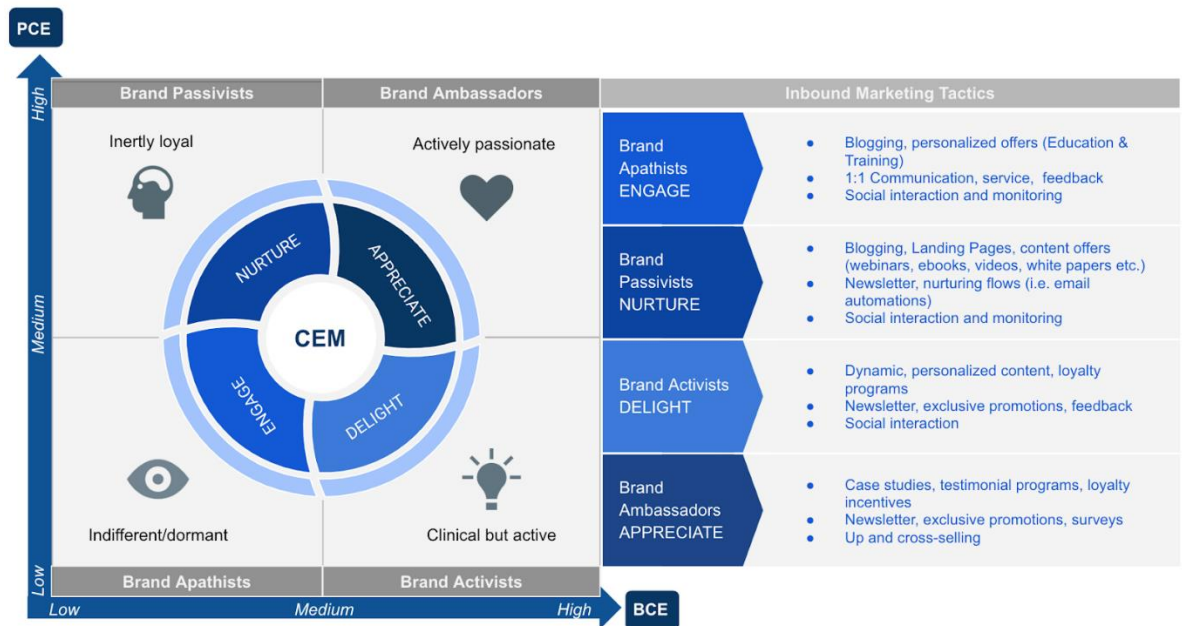 PCE
High
Medium
Low
Brand Passivists
Brand Ambassadors
Inertly loyal
Actively passionate
NURTURE
APPRECIATE
CEM
ENGAGE
DELIGHT
Indifferent/dormant
Clinical but active
Brand Apathists
Brand Activists
Low
Medium
High
BCE
Inbound Marketing Tactics
Brand
Apathists
ENGAGE
● Blogging, personalized offers (Education &
Training)
● 1:1 Communication, service, feedback
● Social interaction and monitoring
Brand
Passivists
NURTURE
● Blogging, Landing Pages, content offers
(webinars, ebooks, videos, white papers etc.)
● Newsletter, nurturing flows (i.e. email
automations)
● Social interaction and monitoring
Brand Activists
DELIGHT
● Dynamic, personalized content, loyalty
programs
● Newsletter, exclusive promotions, feedback
● Social interaction
Brand
Ambassadors
APPRECIATE
● Case studies, testimonial programs, loyalty
incentives
● Newsletter, exclusive promotions, surveys
● Up and cross-selling